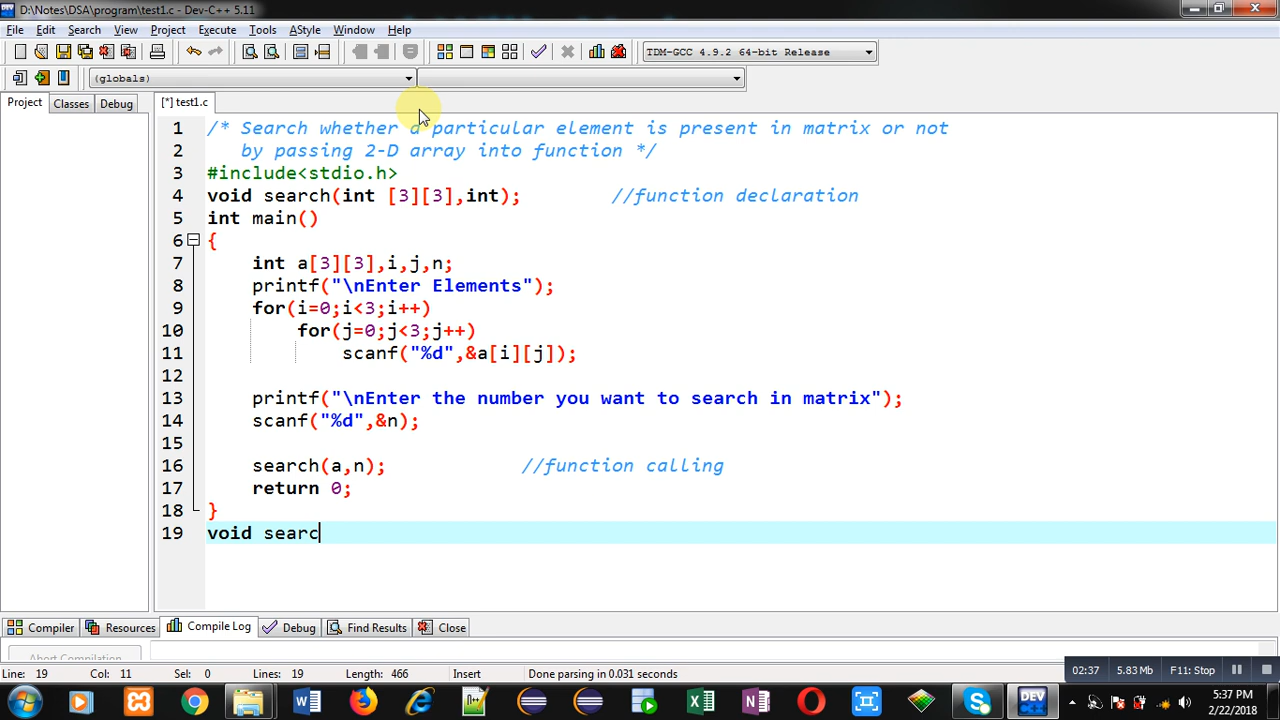 D:\Notes\DSA\program\test1.c - Dev-C++ 5.11
File Edit Search View Project Execute Tools AStyle Window Help
TDM-GCC 4.9.2 64-bit Release
(globals)
Project Classes Debug [*] test1.c
1 /* Search whether a particular element is present in matrix or not
2 by passing 2-D array into function */
3 #include<stdio.h>
4 void search(int [3][3],int); //function declaration
5 int main()
6 {
7 int a[3][3],i,j,n;
8 printf("\nEnter Elements");
9 for(i=0;i<3;i++)
10 for(j=0;j<3;j++)
11 scanf("%d",&a[i][j]);
12
13 printf("\nEnter the number you want to search in matrix");
14 scanf("%d",&n);
15
16 search(a,n); //function calling
17 return 0;
18 }
19 void searc
Compiler Resources Compile Log Debug Find Results Close
Abort Compilation
Line: 19 Col: 11 Sel: 0 Lines: 19 Length: 466 Insert Done parsing in 0.031 seconds
02:37 5.83 Mb F11: Stop
DEV
5:37 PM
2/22/2018